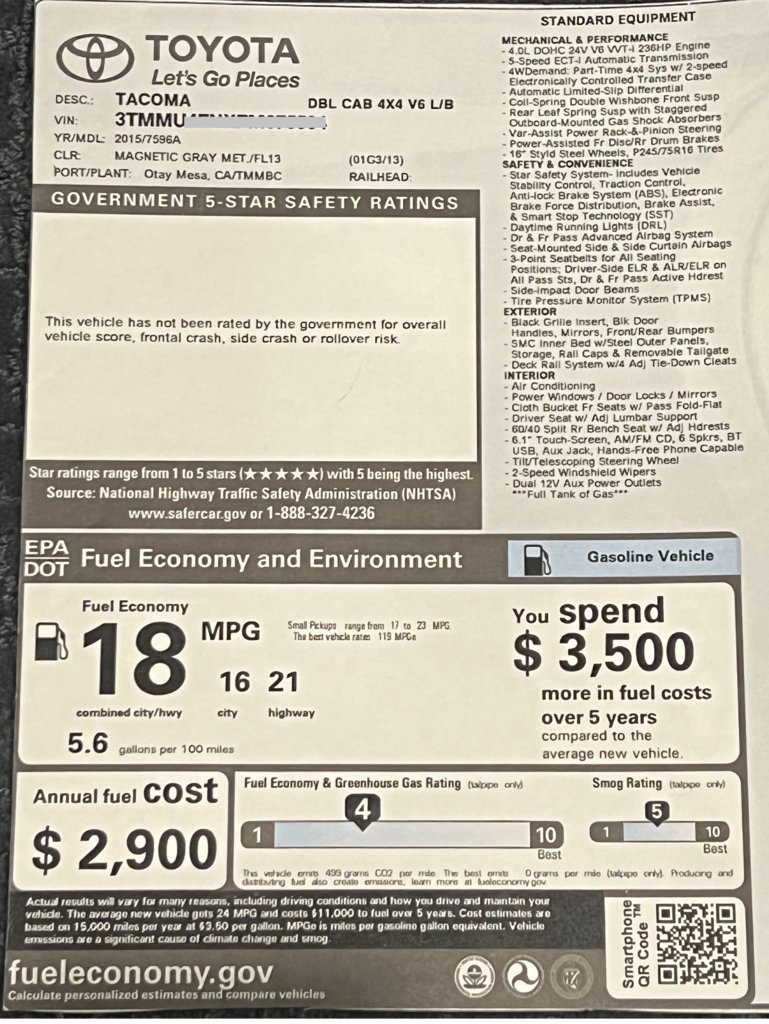 TOYOTA
Let's Go Places
DESC.: TACOMA DBL CAB 4X4 V6 L/B
VIN: 3TMMU
YR/MDL: 2015/7596A
CLR: MAGNETIC GRAY MET./FL13 (01G3/13)
PORT/PLANT: Otay Mesa, CA/TMMBC RAILHEAD:
GOVERNMENT 5-STAR SAFETY RATINGS
This vehicle has not been rated by the government for overall
vehicle score, frontal crash, side crash or rollover risk.
Star ratings range from 1 to 5 stars (★★★★★) with 5 being the highest.
Source: National Highway Traffic Safety Administration (NHTSA)
www.safercar.gov or 1-888-327-4236
STANDARD EQUIPMENT
MECHANICAL & PERFORMANCE
- 4.0L DOHC 24V V6 VVT-i 236HP Engine
- 5-Speed ECT-i Automatic Transmission
- 4WDemand: Part-Time 4x4 Sys w/ 2-speed
Electronically Controlled Transfer Case
- Automatic Limited-Slip Differential
- Coil-Spring Double Wishbone Front Susp
- Rear Leaf Spring Susp with Staggered
Outboard-Mounted Gas Shock Absorbers
- Var-Assist Power Rack-&-Pinion Steering
- Power-Assisted Fr Disc/Rr Drum Brakes
- 16" Styld Steel Wheels, P245/75R16 Tires
SAFETY & CONVENIENCE
- Star Safety System- Includes Vehicle
Stability Control, Traction Control,
Anti-lock Brake System (ABS), Electronic
Brake Force Distribution, Brake Assist,
& Smart Stop Technology (SST)
- Daytime Running Lights (DRL)
- Dr & Fr Pass Advanced Airbag System
- Seat-Mounted Side & Side Curtain Airbags
- 3-Point Seatbelts for All Seating
Positions; Driver-Side ELR & ALR/ELR on
All Pass Sts, Dr & Fr Pass Active Hdrest
- Side-Impact Door Beams
- Tire Pressure Monitor System (TPMS)
EXTERIOR
- Black Grille Insert, Blk Door
Handles, Mirrors, Front/Rear Bumpers
- SMC Inner Bed w/Steel Outer Panels,
Storage, Rail Caps & Removable Tailgate
- Deck Rail System w/4 Adj Tie-Down Cleats
INTERIOR
- Air Conditioning
- Power Windows / Door Locks / Mirrors
- Cloth Bucket Fr Seats w/ Pass Fold-Flat
- Driver Seat w/ Adj Lumbar Support
- 60/40 Split Rr Bench Seat w/ Adj Hdrests
- 6.1" Touch-Screen, AM/FM CD, 6 Spkrs, BT
USB, Aux Jack, Hands-Free Phone Capable
- Tilt/Telescoping Steering Wheel
- 2-Speed Windshield Wipers
- Dual 12V Aux Power Outlets
***Full Tank of Gas***
EPA
DOT Fuel Economy and Environment
Gasoline Vehicle
Fuel Economy
18 MPG
Small Pickups range from 17 to 23 MPG.
The best vehicle rates 119 MPGe
16 21
combined city/hwy city highway
5.6 gallons per 100 miles
You spend
$ 3,500
more in fuel costs
over 5 years
compared to the
average new vehicle.
Annual fuel cost
$ 2,900
Fuel Economy & Greenhouse Gas Rating (tailpipe only)
4
1 10
Best
Smog Rating (tailpipe only)
5
1 10
Best
This vehicle emits 499 grams CO2 per mile. The best emits 0 grams per mile (tailpipe only). Producing and
distributing fuel also create emissions; learn more at fueleconomy.gov.
Actual results will vary for many reasons, including driving conditions and how you drive and maintain your
vehicle. The average new vehicle gets 24 MPG and costs $11,000 to fuel over 5 years. Cost estimates are
based on 15,000 miles per year at $3.50 per gallon. MPGe is miles per gasoline gallon equivalent. Vehicle
emissions are a significant cause of climate change and smog.
fueleconomy.gov
Calculate personalized estimates and compare vehicles
Smartphone
QR Code™